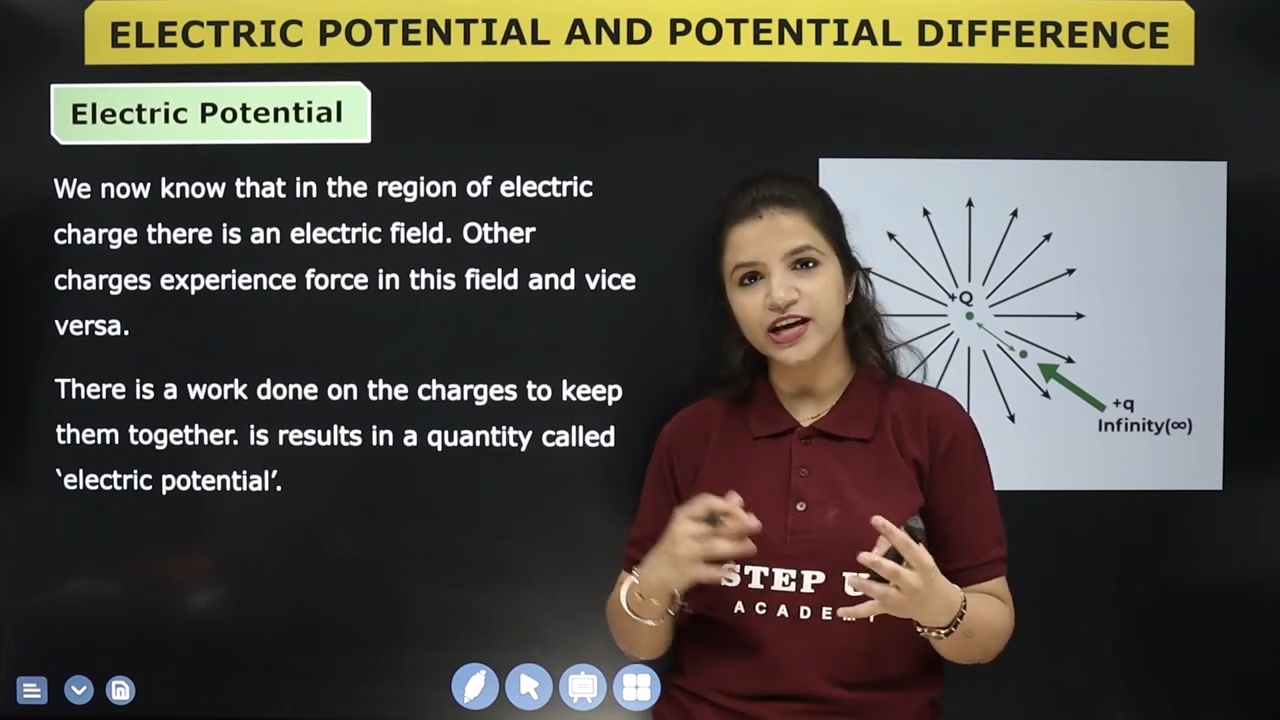 ELECTRIC POTENTIAL AND POTENTIAL DIFFERENCE
Electric Potential
We now know that in the region of electric
charge there is an electric field. Other
charges experience force in this field and vice
versa.
There is a work done on the charges to keep
them together. is results in a quantity called
‘electric potential’.
+Q
+q
Infinity(∞)
STEP U
ACADEMY